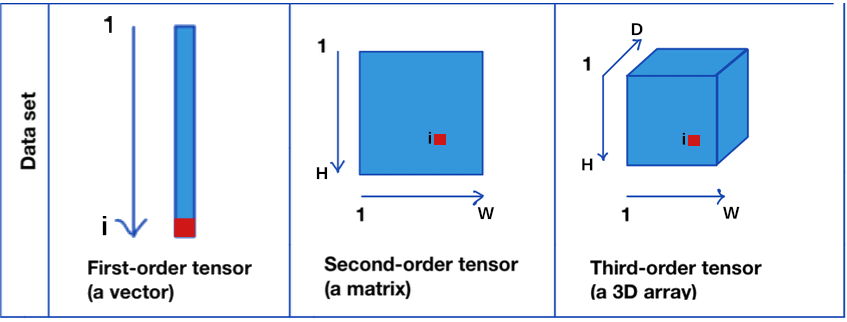 Data set
1
i
First-order tensor
(a vector)
1
i
H
1 W
Second-order tensor
(a matrix)
D
1
i
H
1 W
Third-order tensor
(a 3D array)